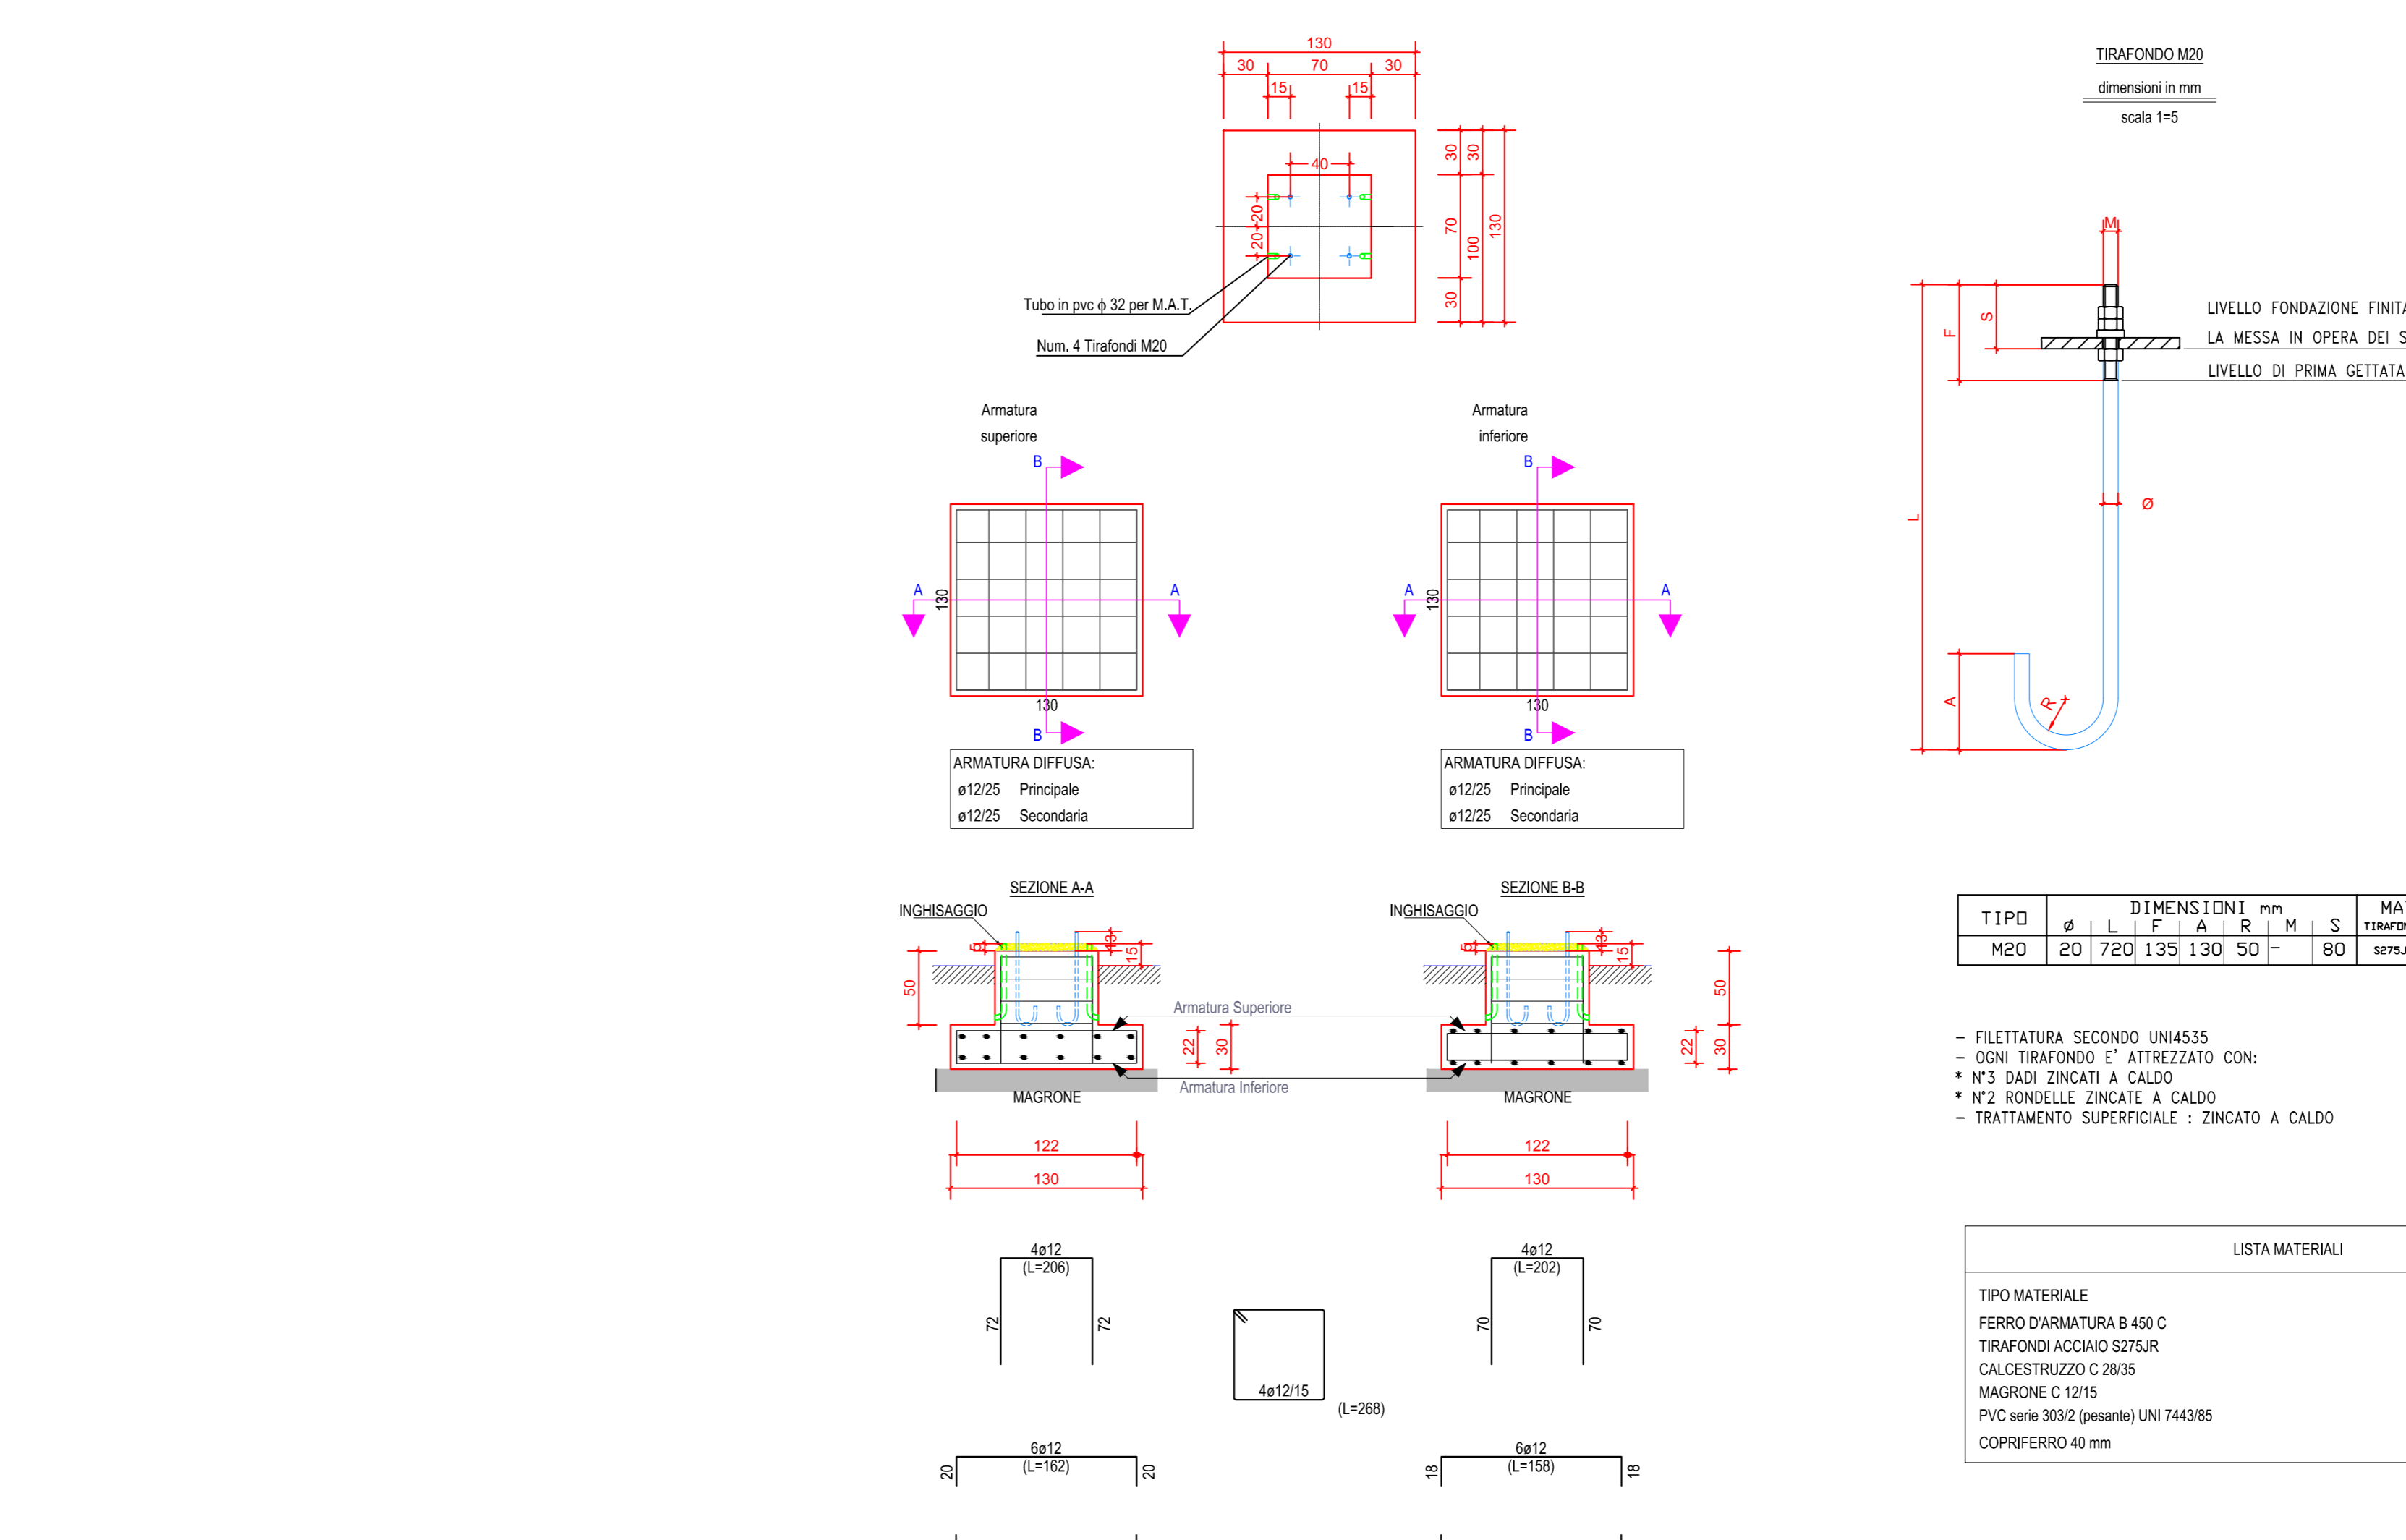 130
30 70 30
15 15
40
20
20
30 30
70 100 130
30
Tubo in pvc ϕ 32 per M.A.T.
Num. 4 Tirafondi M20
TIRAFONDO M20
dimensioni in mm
scala 1=5
M
S
F
L
LIVELLO FONDAZIONE FINITA
LA MESSA IN OPERA DEI S
LIVELLO DI PRIMA GETTATA
Ø
A
R
Armatura
superiore
B
A A
130
130
B
ARMATURA DIFFUSA:
ø12/25 Principale
ø12/25 Secondaria
Armatura
inferiore
B
A A
130
130
B
ARMATURA DIFFUSA:
ø12/25 Principale
ø12/25 Secondaria
SEZIONE A-A
INGHISAGGIO
5 13 15
50
22 30
MAGRONE
122
130
Armatura Superiore
Armatura Inferiore
SEZIONE B-B
INGHISAGGIO
5 13 15
50
22 30
MAGRONE
122
130
TIPO DIMENSIONI mm MA
Ø L F A R M S TIRAFON
M20 20 720 135 130 50 - 80 S275J
- FILETTATURA SECONDO UNI4535
- OGNI TIRAFONDO E' ATTREZZATO CON:
* N°3 DADI ZINCATI A CALDO
* N°2 RONDELLE ZINCATE A CALDO
- TRATTAMENTO SUPERFICIALE : ZINCATO A CALDO
4ø12
(L=206)
72 72
4ø12/15
(L=268)
4ø12
(L=202)
70 70
6ø12
(L=162)
20 20
6ø12
(L=158)
18 18
LISTA MATERIALI
TIPO MATERIALE
FERRO D'ARMATURA B 450 C
TIRAFONDI ACCIAIO S275JR
CALCESTRUZZO C 28/35
MAGRONE C 12/15
PVC serie 303/2 (pesante) UNI 7443/85
COPRIFERRO 40 mm